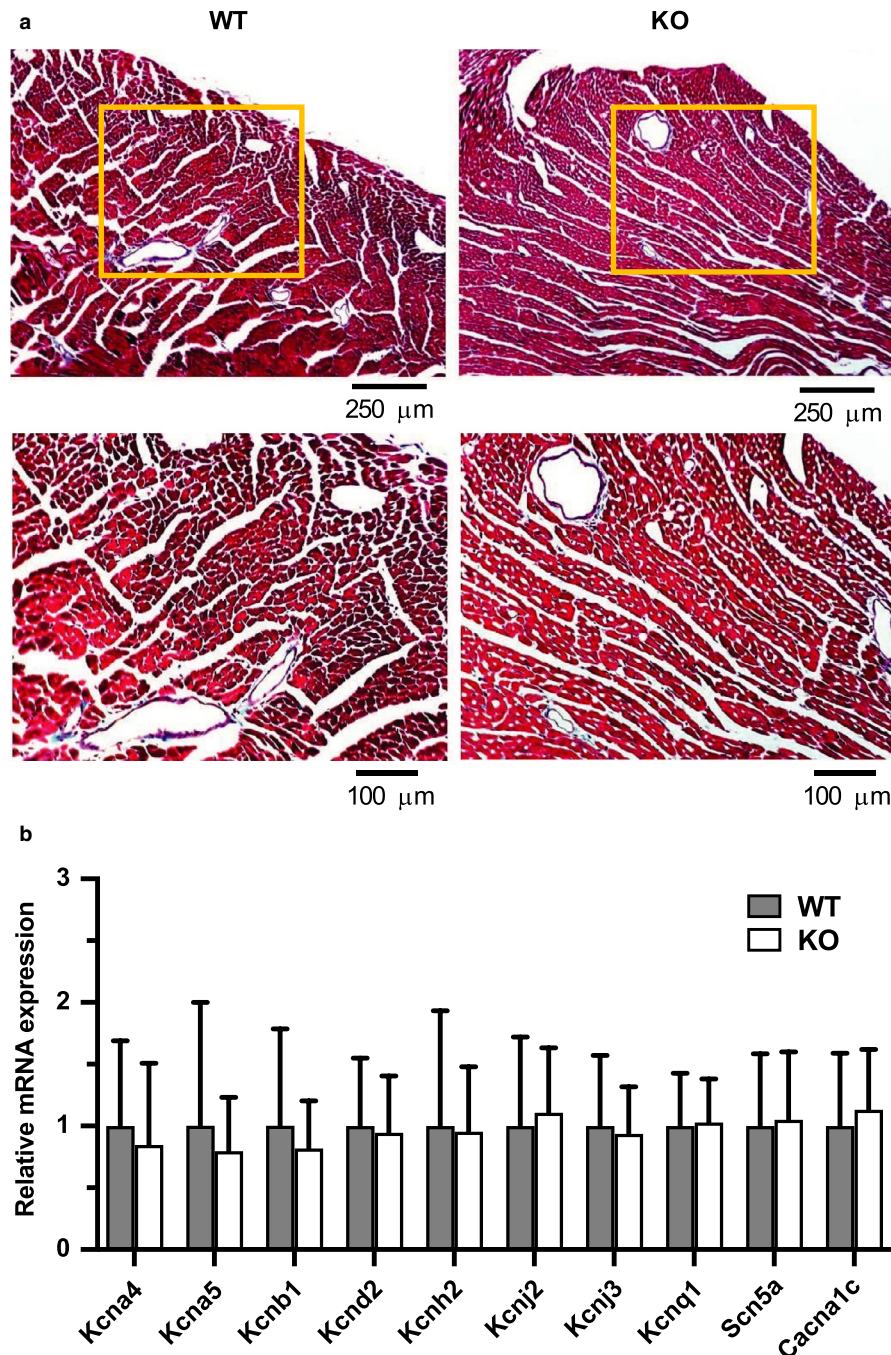 a
WT KO
250 μm 250 μm
100 μm 100 μm
b
3
2
1
0
Relative mRNA expression
WT
KO
Kcna4 Kcna5 Kcnb1 Kcnd2 Kcnh2 Kcnj2 Kcnj3 Kcnq1 Scn5a Cacna1c